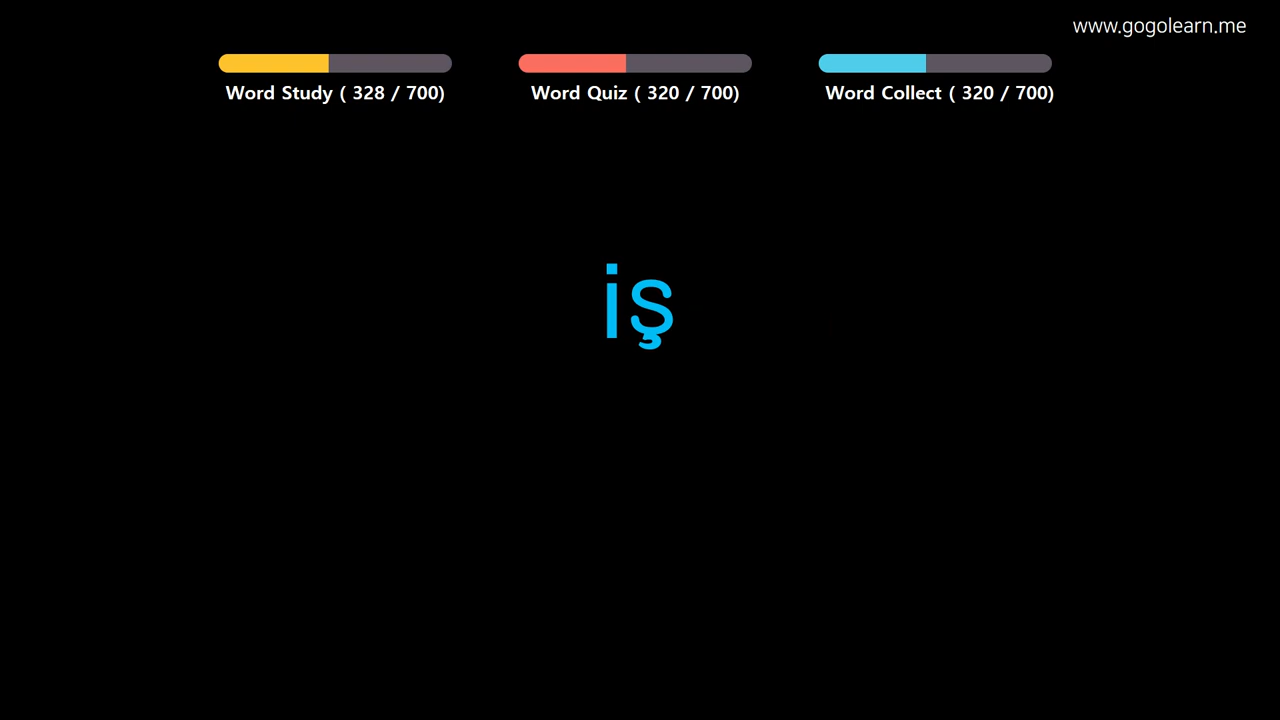 www.gogolearn.me
Word Study ( 328 / 700)
Word Quiz ( 320 / 700)
Word Collect ( 320 / 700)
iş